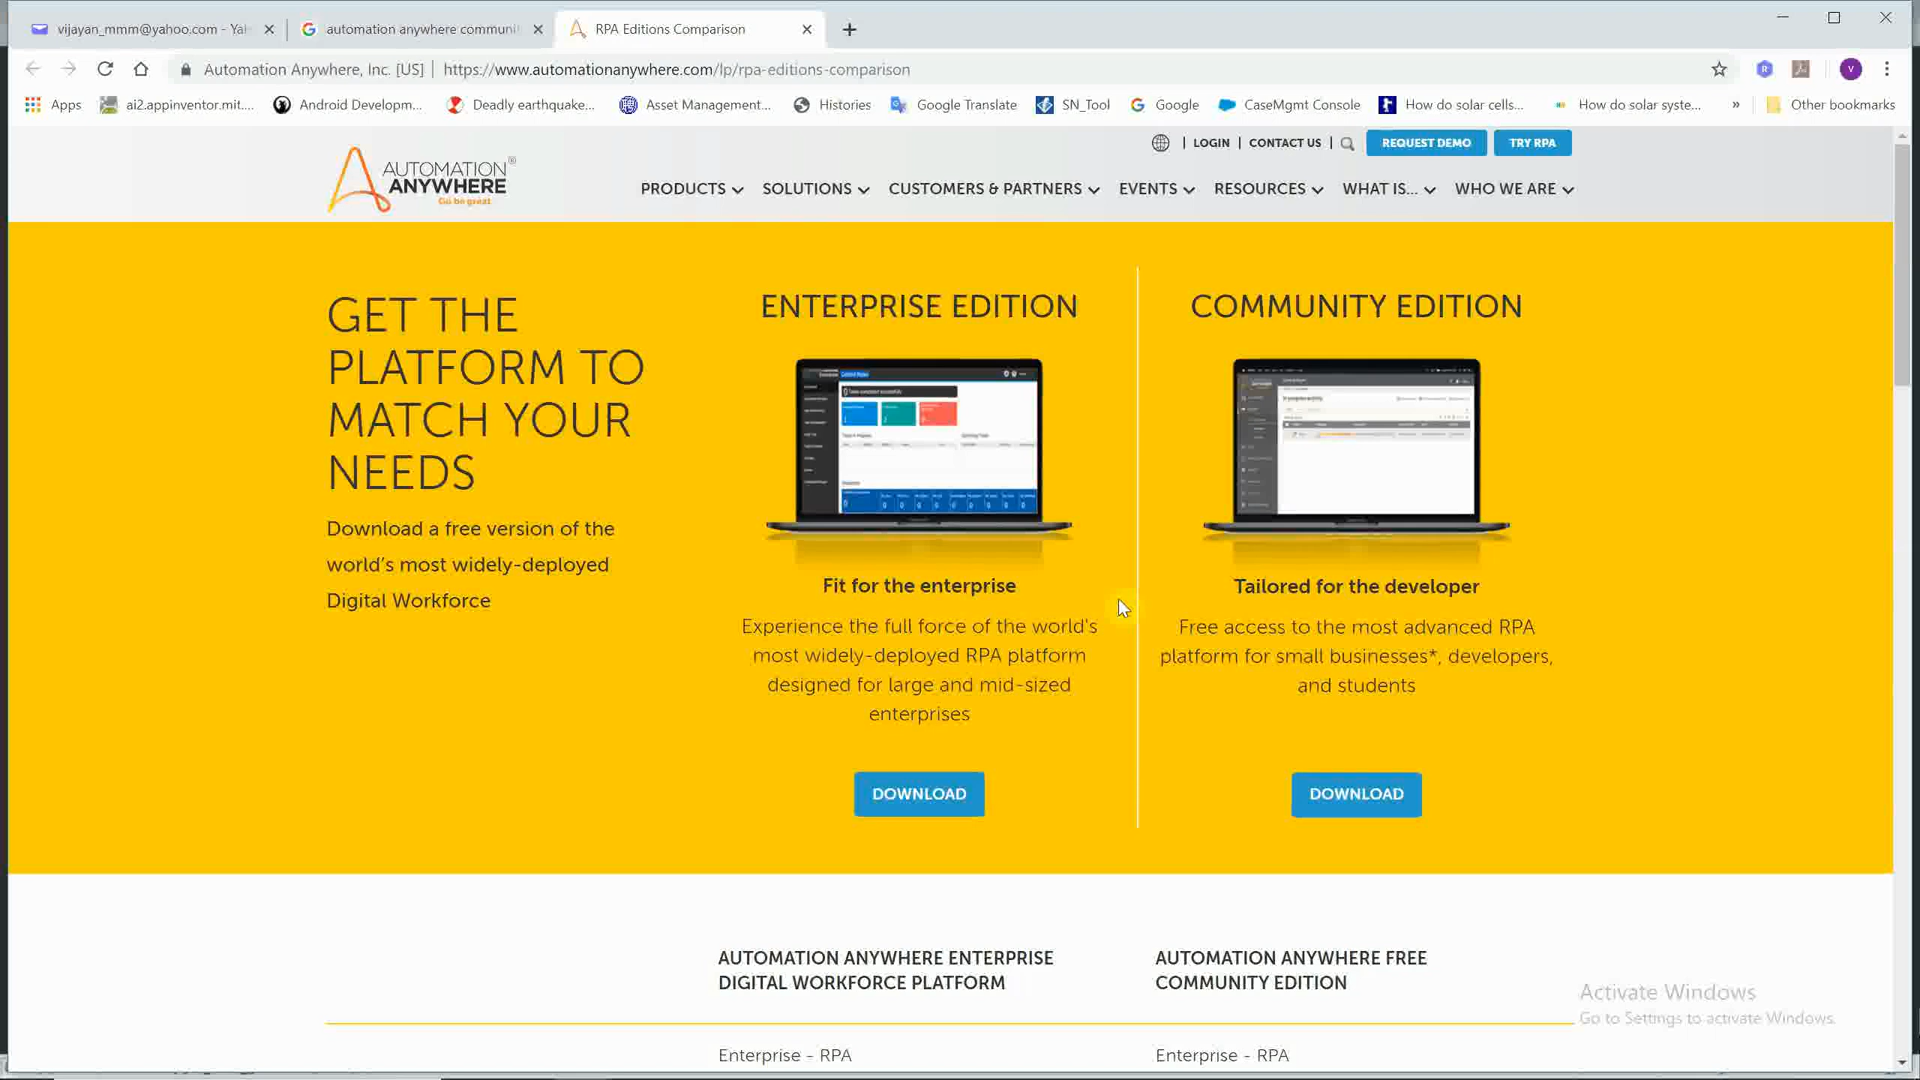 vijayan_mmm@yahoo.com - Ya
automation anywhere communi
RPA Editions Comparison
Automation Anywhere, Inc. [US] | https://www.automationanywhere.com/lp/rpa-editions-comparison
V
Apps
ai2.appinventor.mit....
Android Developm...
Deadly earthquake...
Asset Management...
Histories
Google Translate
SN_Tool
Google
CaseMgmt Console
How do solar cells...
How do solar syste...
»
Other bookmarks
| LOGIN | CONTACT US |
REQUEST DEMO
TRY RPA
AUTOMATION ®
ANYWHERE
Go be great.
PRODUCTS
SOLUTIONS
CUSTOMERS & PARTNERS
EVENTS
RESOURCES
WHAT IS...
WHO WE ARE
GET THE
PLATFORM TO
MATCH YOUR
NEEDS
Download a free version of the
world's most widely-deployed
Digital Workforce
ENTERPRISE EDITION
Fit for the enterprise
Experience the full force of the world's
most widely-deployed RPA platform
designed for large and mid-sized
enterprises
DOWNLOAD
COMMUNITY EDITION
Tailored for the developer
Free access to the most advanced RPA
platform for small businesses*, developers,
and students
DOWNLOAD
AUTOMATION ANYWHERE ENTERPRISE
DIGITAL WORKFORCE PLATFORM
AUTOMATION ANYWHERE FREE
COMMUNITY EDITION
Enterprise - RPA
Enterprise - RPA
Activate Windows
Go to Settings to activate Windows.